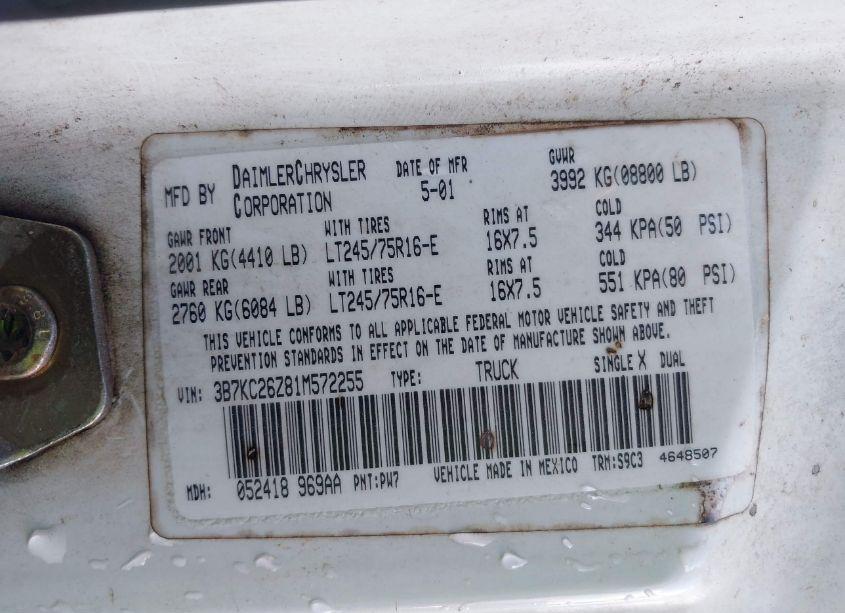 MFD BY DAIMLERCHRYSLER CORPORATION DATE OF MFR 5-01 GVWR 3992 KG(08800 LB)
GAWR FRONT WITH TIRES RIMS AT COLD
2001 KG(4410 LB) LT245/75R16-E 16X7.5 344 KPA(50 PSI)
GAWR REAR WITH TIRES RIMS AT COLD
2760 KG(6084 LB) LT245/75R16-E 16X7.5 551 KPA(80 PSI)
THIS VEHICLE CONFORMS TO ALL APPLICABLE FEDERAL MOTOR VEHICLE SAFETY AND THEFT
PREVENTION STANDARDS IN EFFECT ON THE DATE OF MANUFACTURE SHOWN ABOVE.
VIN: 3B7KC26Z81M572255 TYPE: TRUCK SINGLE X DUAL
MDH: 052418 969AA PNT:PW7 VEHICLE MADE IN MEXICO TRM:S9C3 4648507